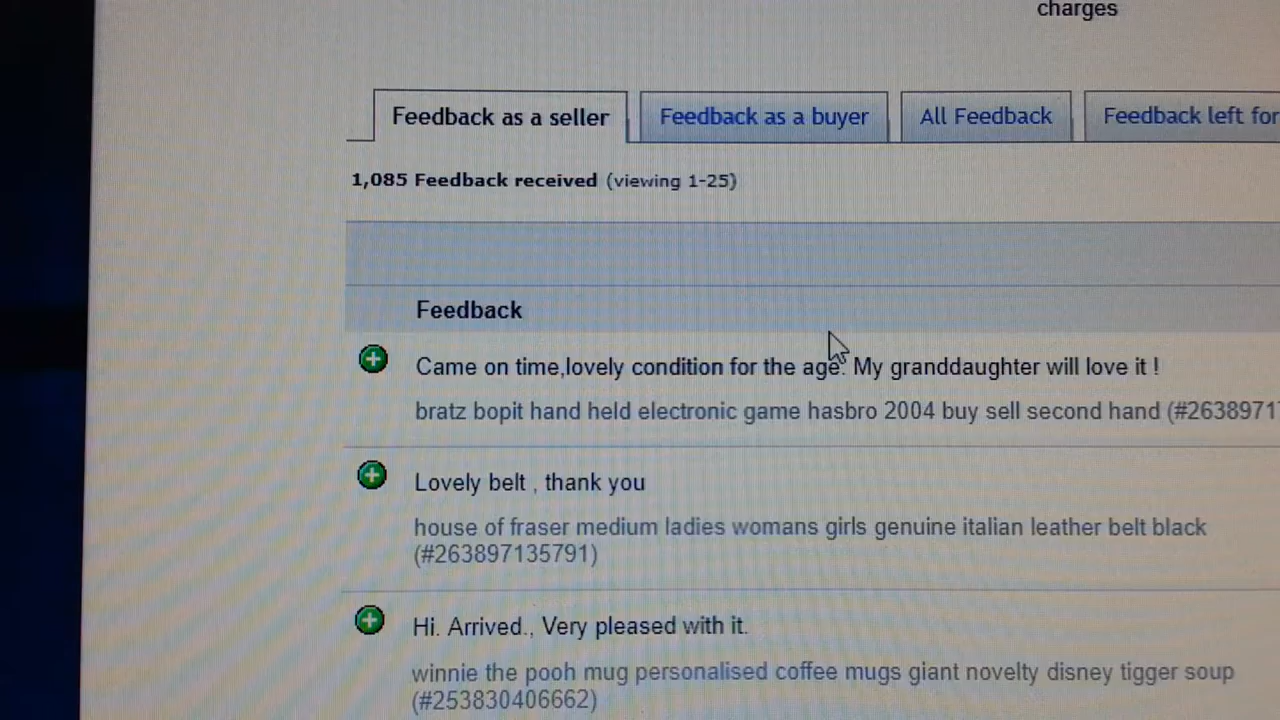 charges
Feedback as a seller
Feedback as a buyer
All Feedback
Feedback left for
1,085 Feedback received (viewing 1-25)
Feedback
Came on time,lovely condition for the age. My granddaughter will love it !
bratz bopit hand held electronic game hasbro 2004 buy sell second hand (#2638971
Lovely belt , thank you
house of fraser medium ladies womans girls genuine italian leather belt black
(#263897135791)
Hi. Arrived., Very pleased with it.
winnie the pooh mug personalised coffee mugs giant novelty disney tigger soup
(#253830406662)